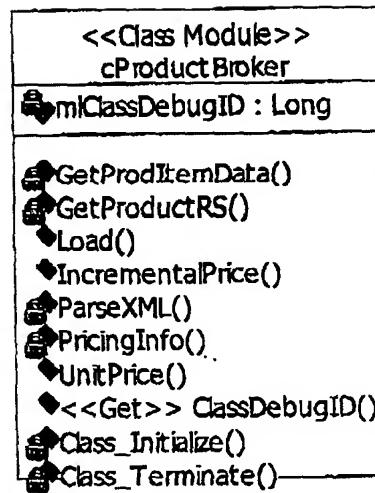 <<Class Module>>
cProductBroker
mlClassDebugID : Long
GetProdItemData()
GetProductRS()
Load()
IncrementalPrice()
ParseXML()
PricingInfo()
UnitPrice()
<<Get>> ClassDebugID()
Class_Initialize()
Class_Terminate()